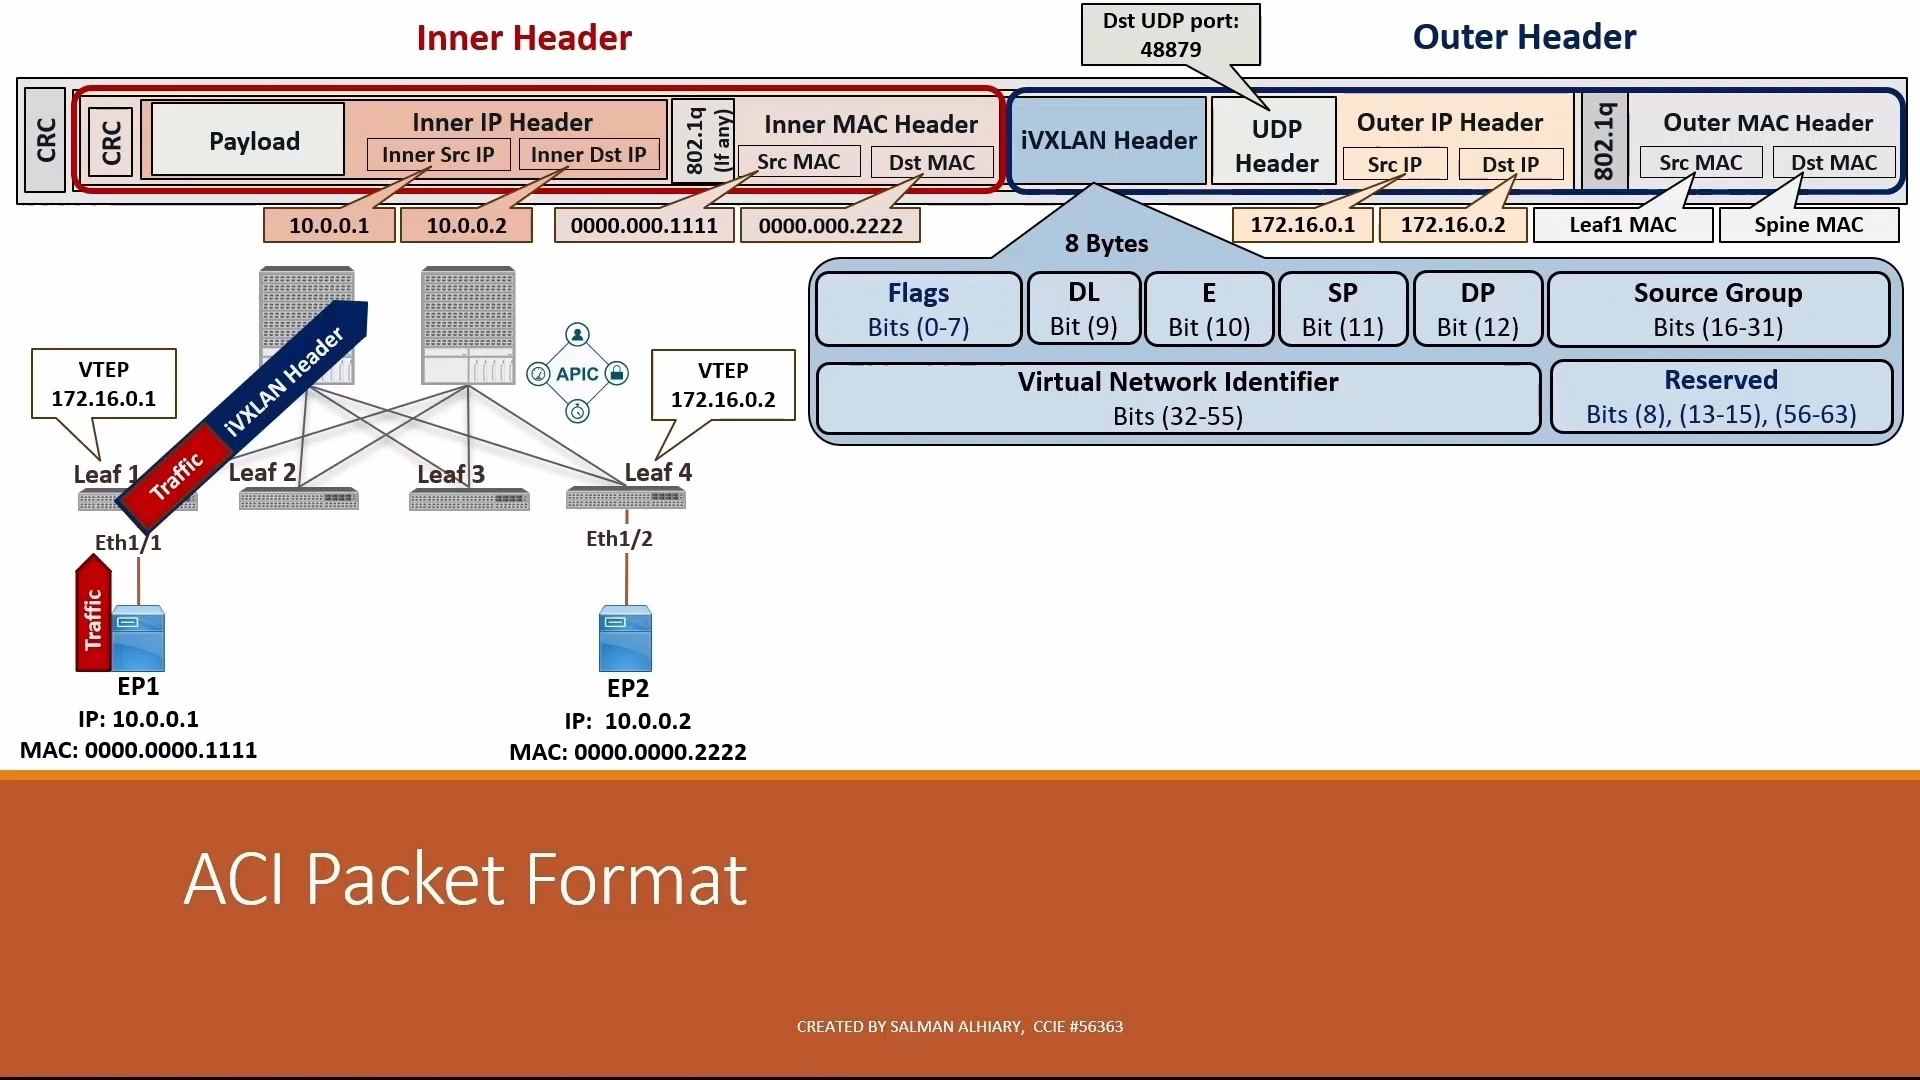 Inner Header
Dst UDP port:
48879
Outer Header
CRC
CRC
Payload
Inner IP Header
Inner Src IP
Inner Dst IP
802.1q
(If any)
Inner MAC Header
Src MAC
Dst MAC
iVXLAN Header
UDP
Header
Outer IP Header
Src IP
Dst IP
802.1q
Outer MAC Header
Src MAC
Dst MAC
10.0.0.1
10.0.0.2
0000.000.1111
0000.000.2222
172.16.0.1
172.16.0.2
Leaf1 MAC
Spine MAC
8 Bytes
Flags
Bits (0-7)
DL
Bit (9)
E
Bit (10)
SP
Bit (11)
DP
Bit (12)
Source Group
Bits (16-31)
Virtual Network Identifier
Bits (32-55)
Reserved
Bits (8), (13-15), (56-63)
VTEP
172.16.0.1
iVXLAN Header
Traffic
APIC
VTEP
172.16.0.2
Leaf 1
Leaf 2
Leaf 3
Leaf 4
Eth1/1
Eth1/2
Traffic
EP1
IP: 10.0.0.1
MAC: 0000.0000.1111
EP2
IP: 10.0.0.2
MAC: 0000.0000.2222
ACI Packet Format
CREATED BY SALMAN ALHIARY, CCIE #56363